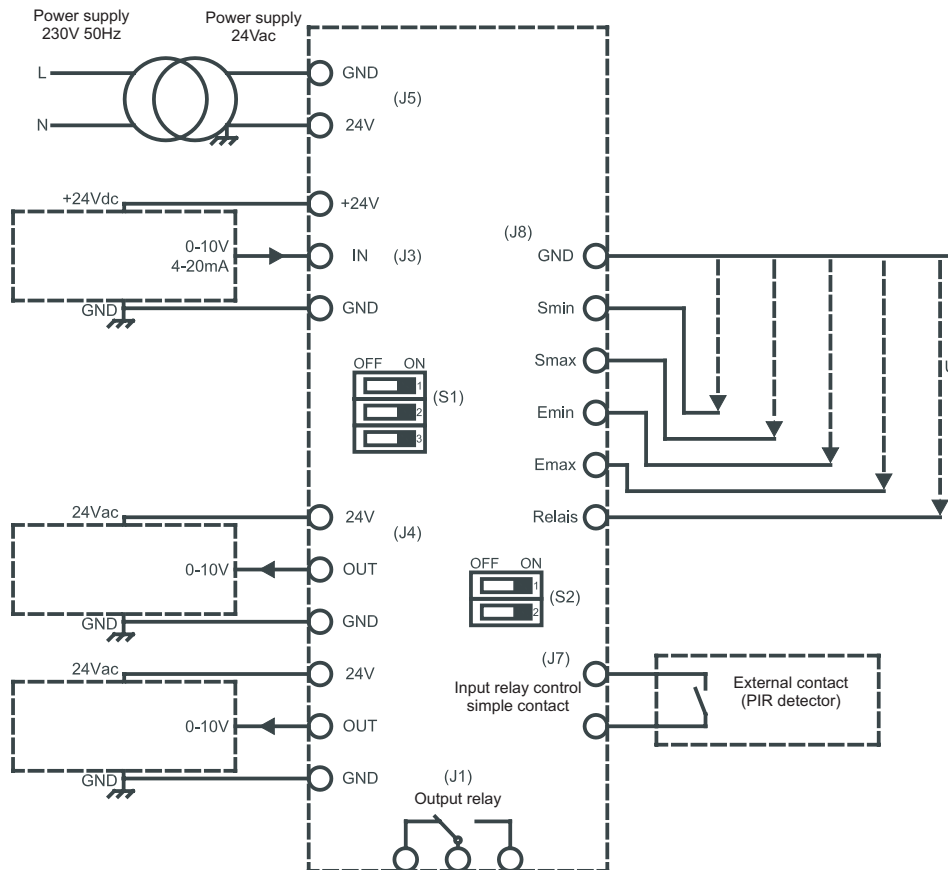 Power supply
230V 50Hz
Power supply
24Vac
L
GND
(J5)
N
24V
+24Vdc
+24V
0-10V
4-20mA
IN
(J3)
GND
GND
(J8)
GND
Smin
Smax
Emin
Emax
Relais
U
OFF ON
1
2
3
(S1)
24Vac
24V
(J4)
0-10V
OUT
GND
GND
OFF ON
1
2
(S2)
24Vac
24V
0-10V
OUT
GND
GND
(J7)
Input relay control
simple contact
External contact
(PIR detector)
(J1)
Output relay